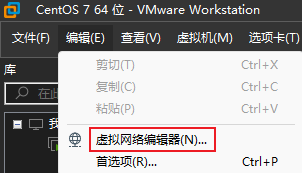 CentOS 7 64 位 - VMware Workstation
文件(F) 编辑(E) 查看(V) 虚拟机(M) 选项卡(T)
库
剪切(T) Ctrl+X
在此
复制(C) Ctrl+C
粘贴(P) Ctrl+V
虚拟网络编辑器(N)...
首选项(R)... Ctrl+P